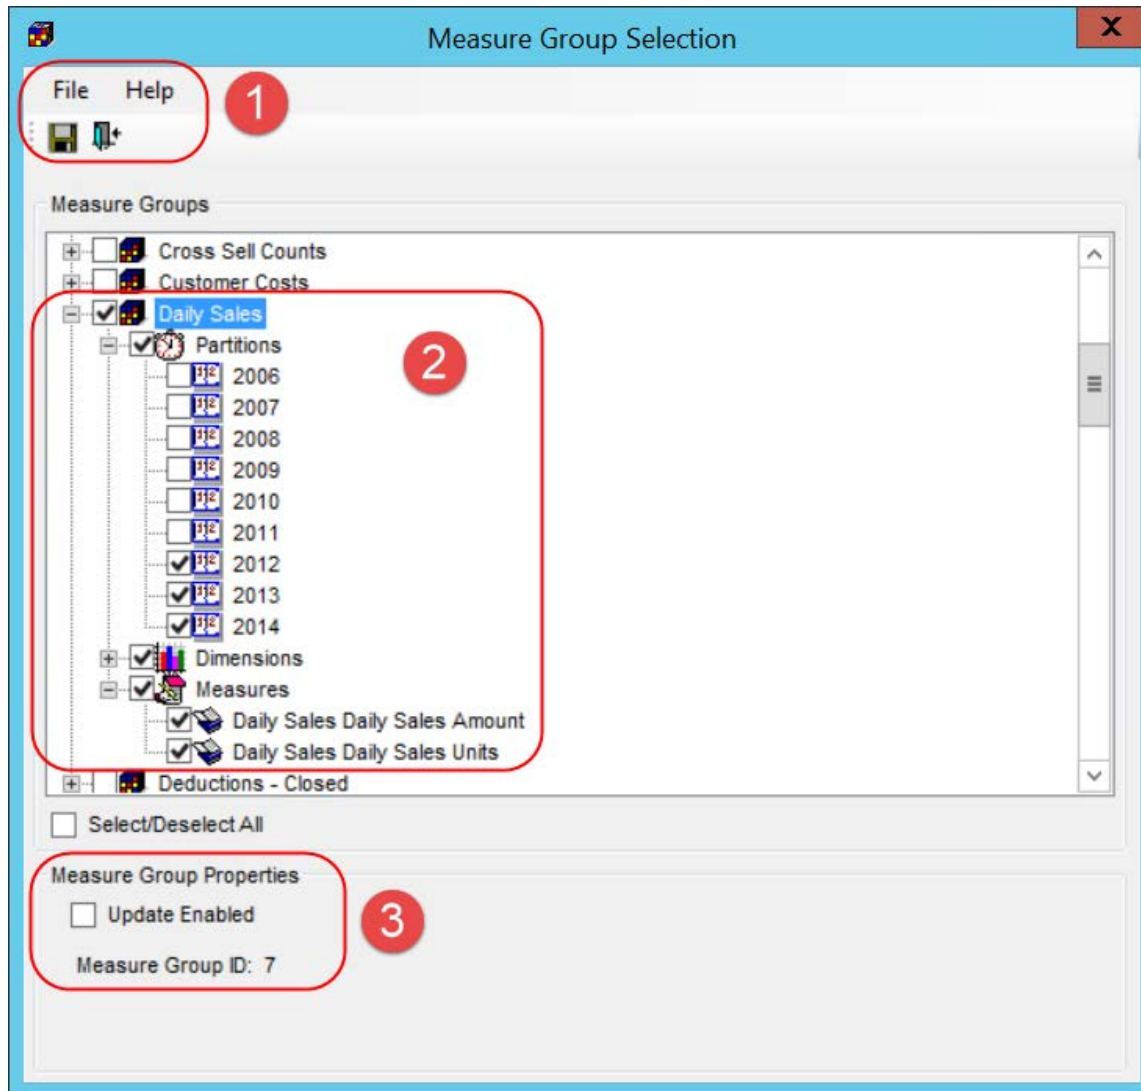 Measure Group Selection
X
File Help
1
Measure Groups
Cross Sell Counts
Customer Costs
Daily Sales
Partitions
2
2006
2007
2008
2009
2010
2011
2012
2013
2014
Dimensions
Measures
Daily Sales Daily Sales Amount
Daily Sales Daily Sales Units
Deductions - Closed
Select/Deselect All
Measure Group Properties
Update Enabled
3
Measure Group ID: 7